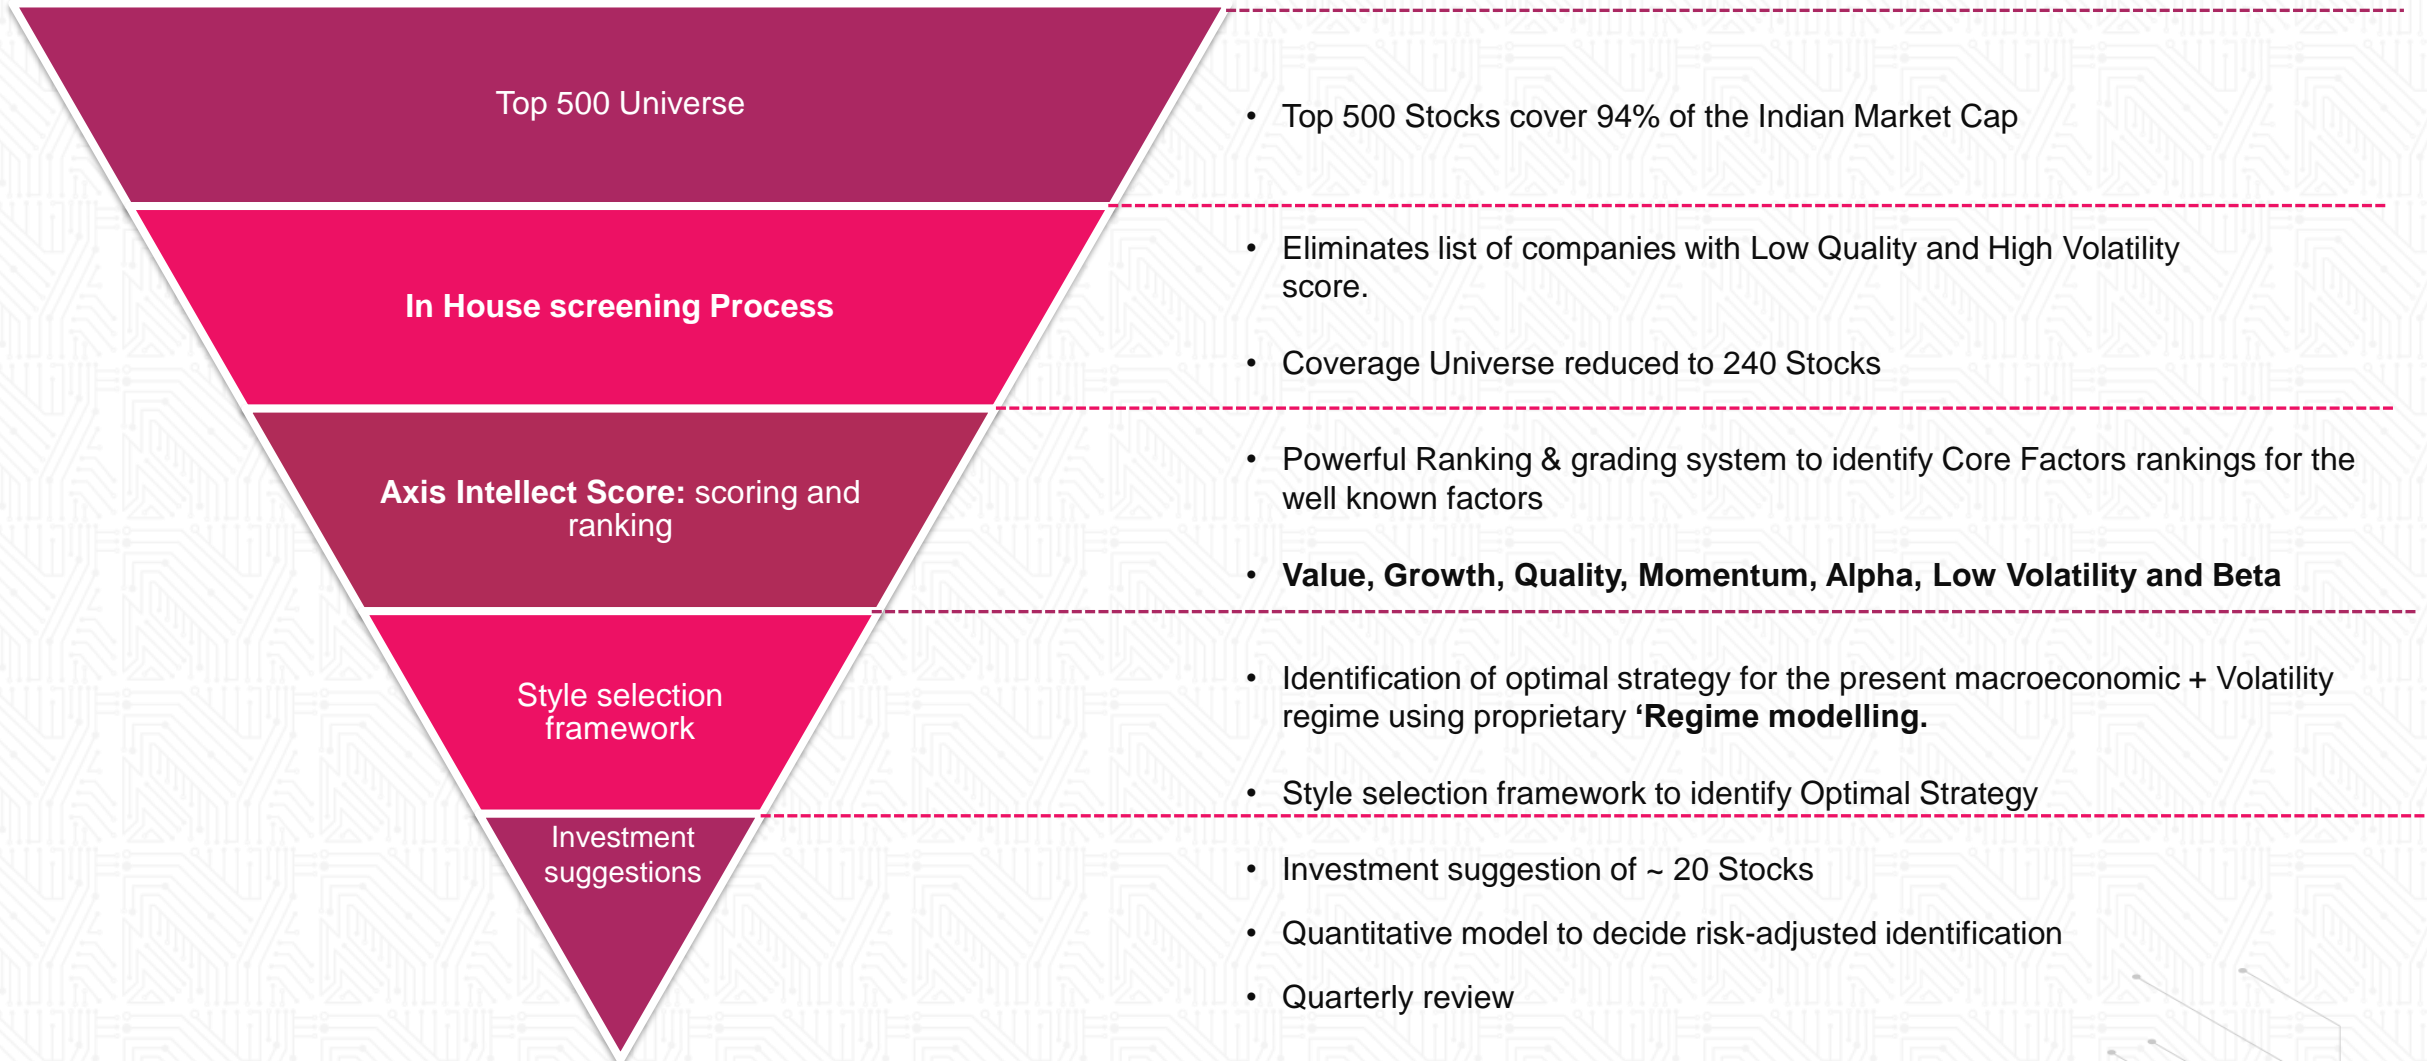 Top 500 Universe
• Top 500 Stocks cover 94% of the Indian Market Cap
In House screening Process
• Eliminates list of companies with Low Quality and High Volatility
score.
• Coverage Universe reduced to 240 Stocks
Axis Intellect Score: scoring and
ranking
• Powerful Ranking & grading system to identify Core Factors rankings for the
well known factors
• Value, Growth, Quality, Momentum, Alpha, Low Volatility and Beta
Style selection
framework
• Identification of optimal strategy for the present macroeconomic + Volatility
regime using proprietary ‘Regime modelling.
• Style selection framework to identify Optimal Strategy
Investment
suggestions
• Investment suggestion of ~ 20 Stocks
• Quantitative model to decide risk-adjusted identification
• Quarterly review